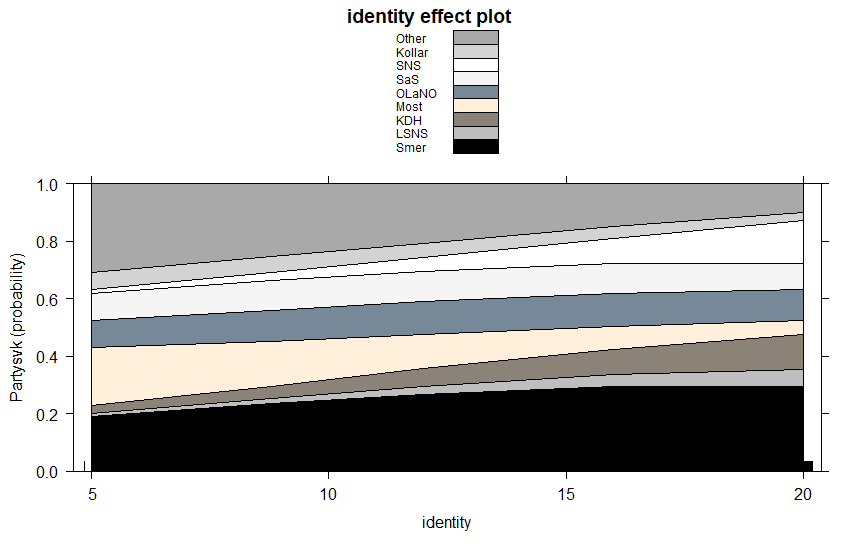 identity effect plot
Other
Kollar
SNS
SaS
OLaNO
Most
KDH
LSNS
Smer
1.0
0.8
0.6
0.4
0.2
0.0
Partysvk (probability)
5 10 15 20
identity